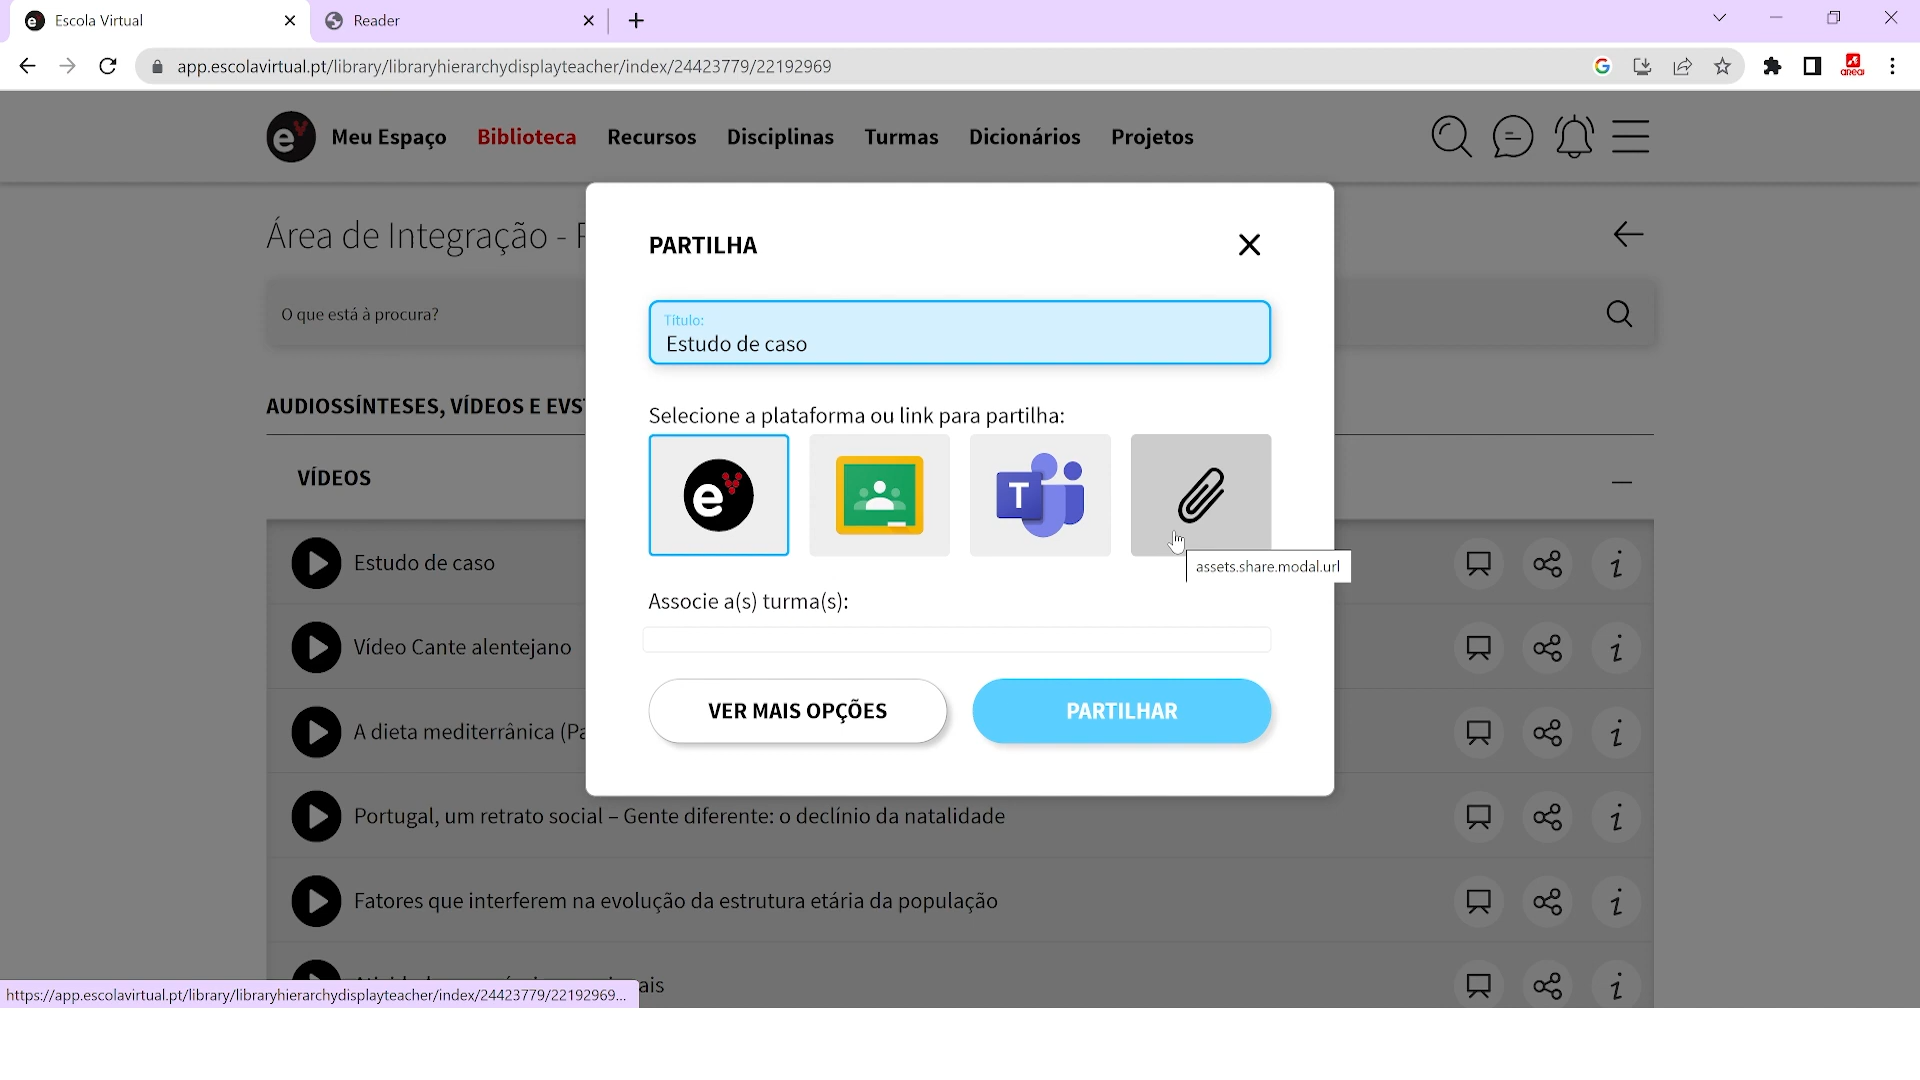 Escola Virtual
Reader
app.escolavirtual.pt/library/libraryhierarchydisplayteacher/index/24423779/22192969
AREAL
e
Meu Espaço
Biblioteca
Recursos
Disciplinas
Turmas
Dicionários
Projetos
Área de Integração -
O que está à procura?
AUDIOSSÍNTESES, VÍDEOS E
VÍDEOS
Estudo de caso
Vídeo Cante alentejano
A dieta mediterrânica
Portugal, um retrato social – Gente diferente: o declínio da natalidade
Fatores que interferem na evolução da estrutura etária da população
PARTILHA
Título:
Estudo de caso
Selecione a plataforma ou link para partilha:
e
T
assets.share.modal.url
Associe a(s) turma(s):
VER MAIS OPÇÕES
PARTILHAR
https://app.escolavirtual.pt/library/libraryhierarchydisplayteacher/index/24423779/22192969...